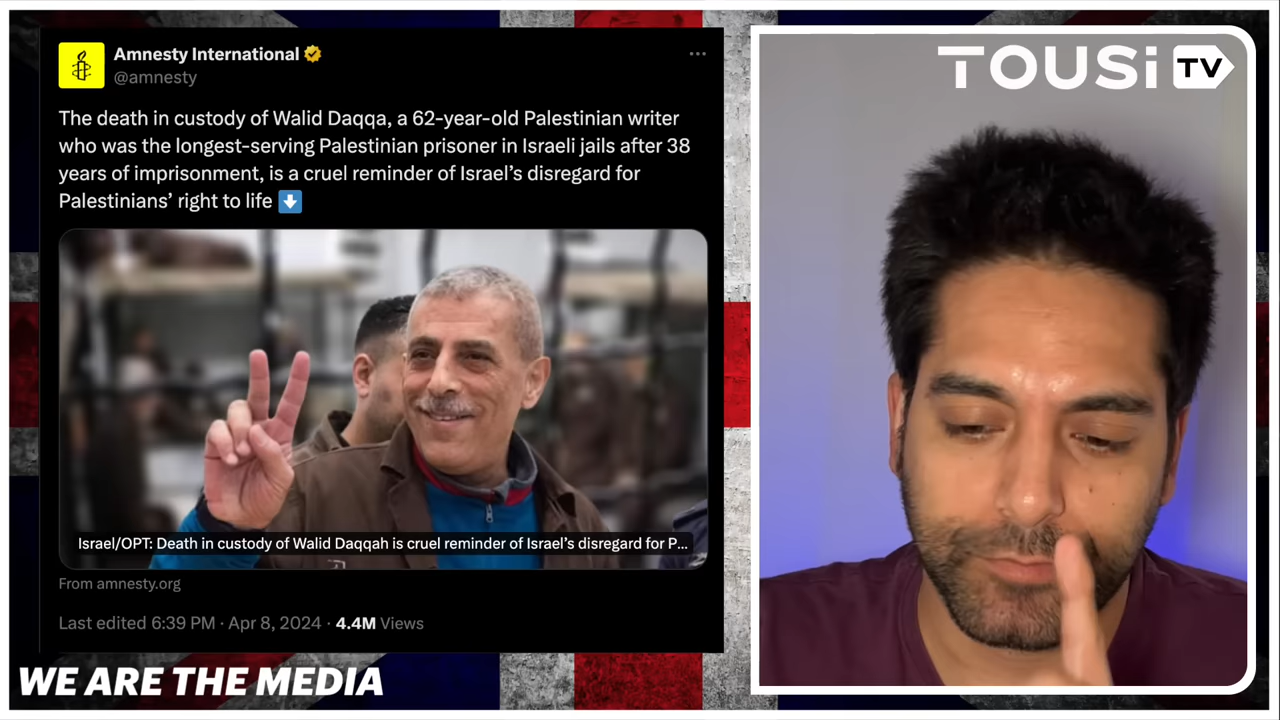 Amnesty International
@amnesty
The death in custody of Walid Daqqa, a 62-year-old Palestinian writer
who was the longest-serving Palestinian prisoner in Israeli jails after 38
years of imprisonment, is a cruel reminder of Israel’s disregard for
Palestinians’ right to life
Israel/OPT: Death in custody of Walid Daqqah is cruel reminder of Israel’s disregard for P...
From amnesty.org
Last edited 6:39 PM · Apr 8, 2024 · 4.4M Views
WE ARE THE MEDIA
TOUSi TV